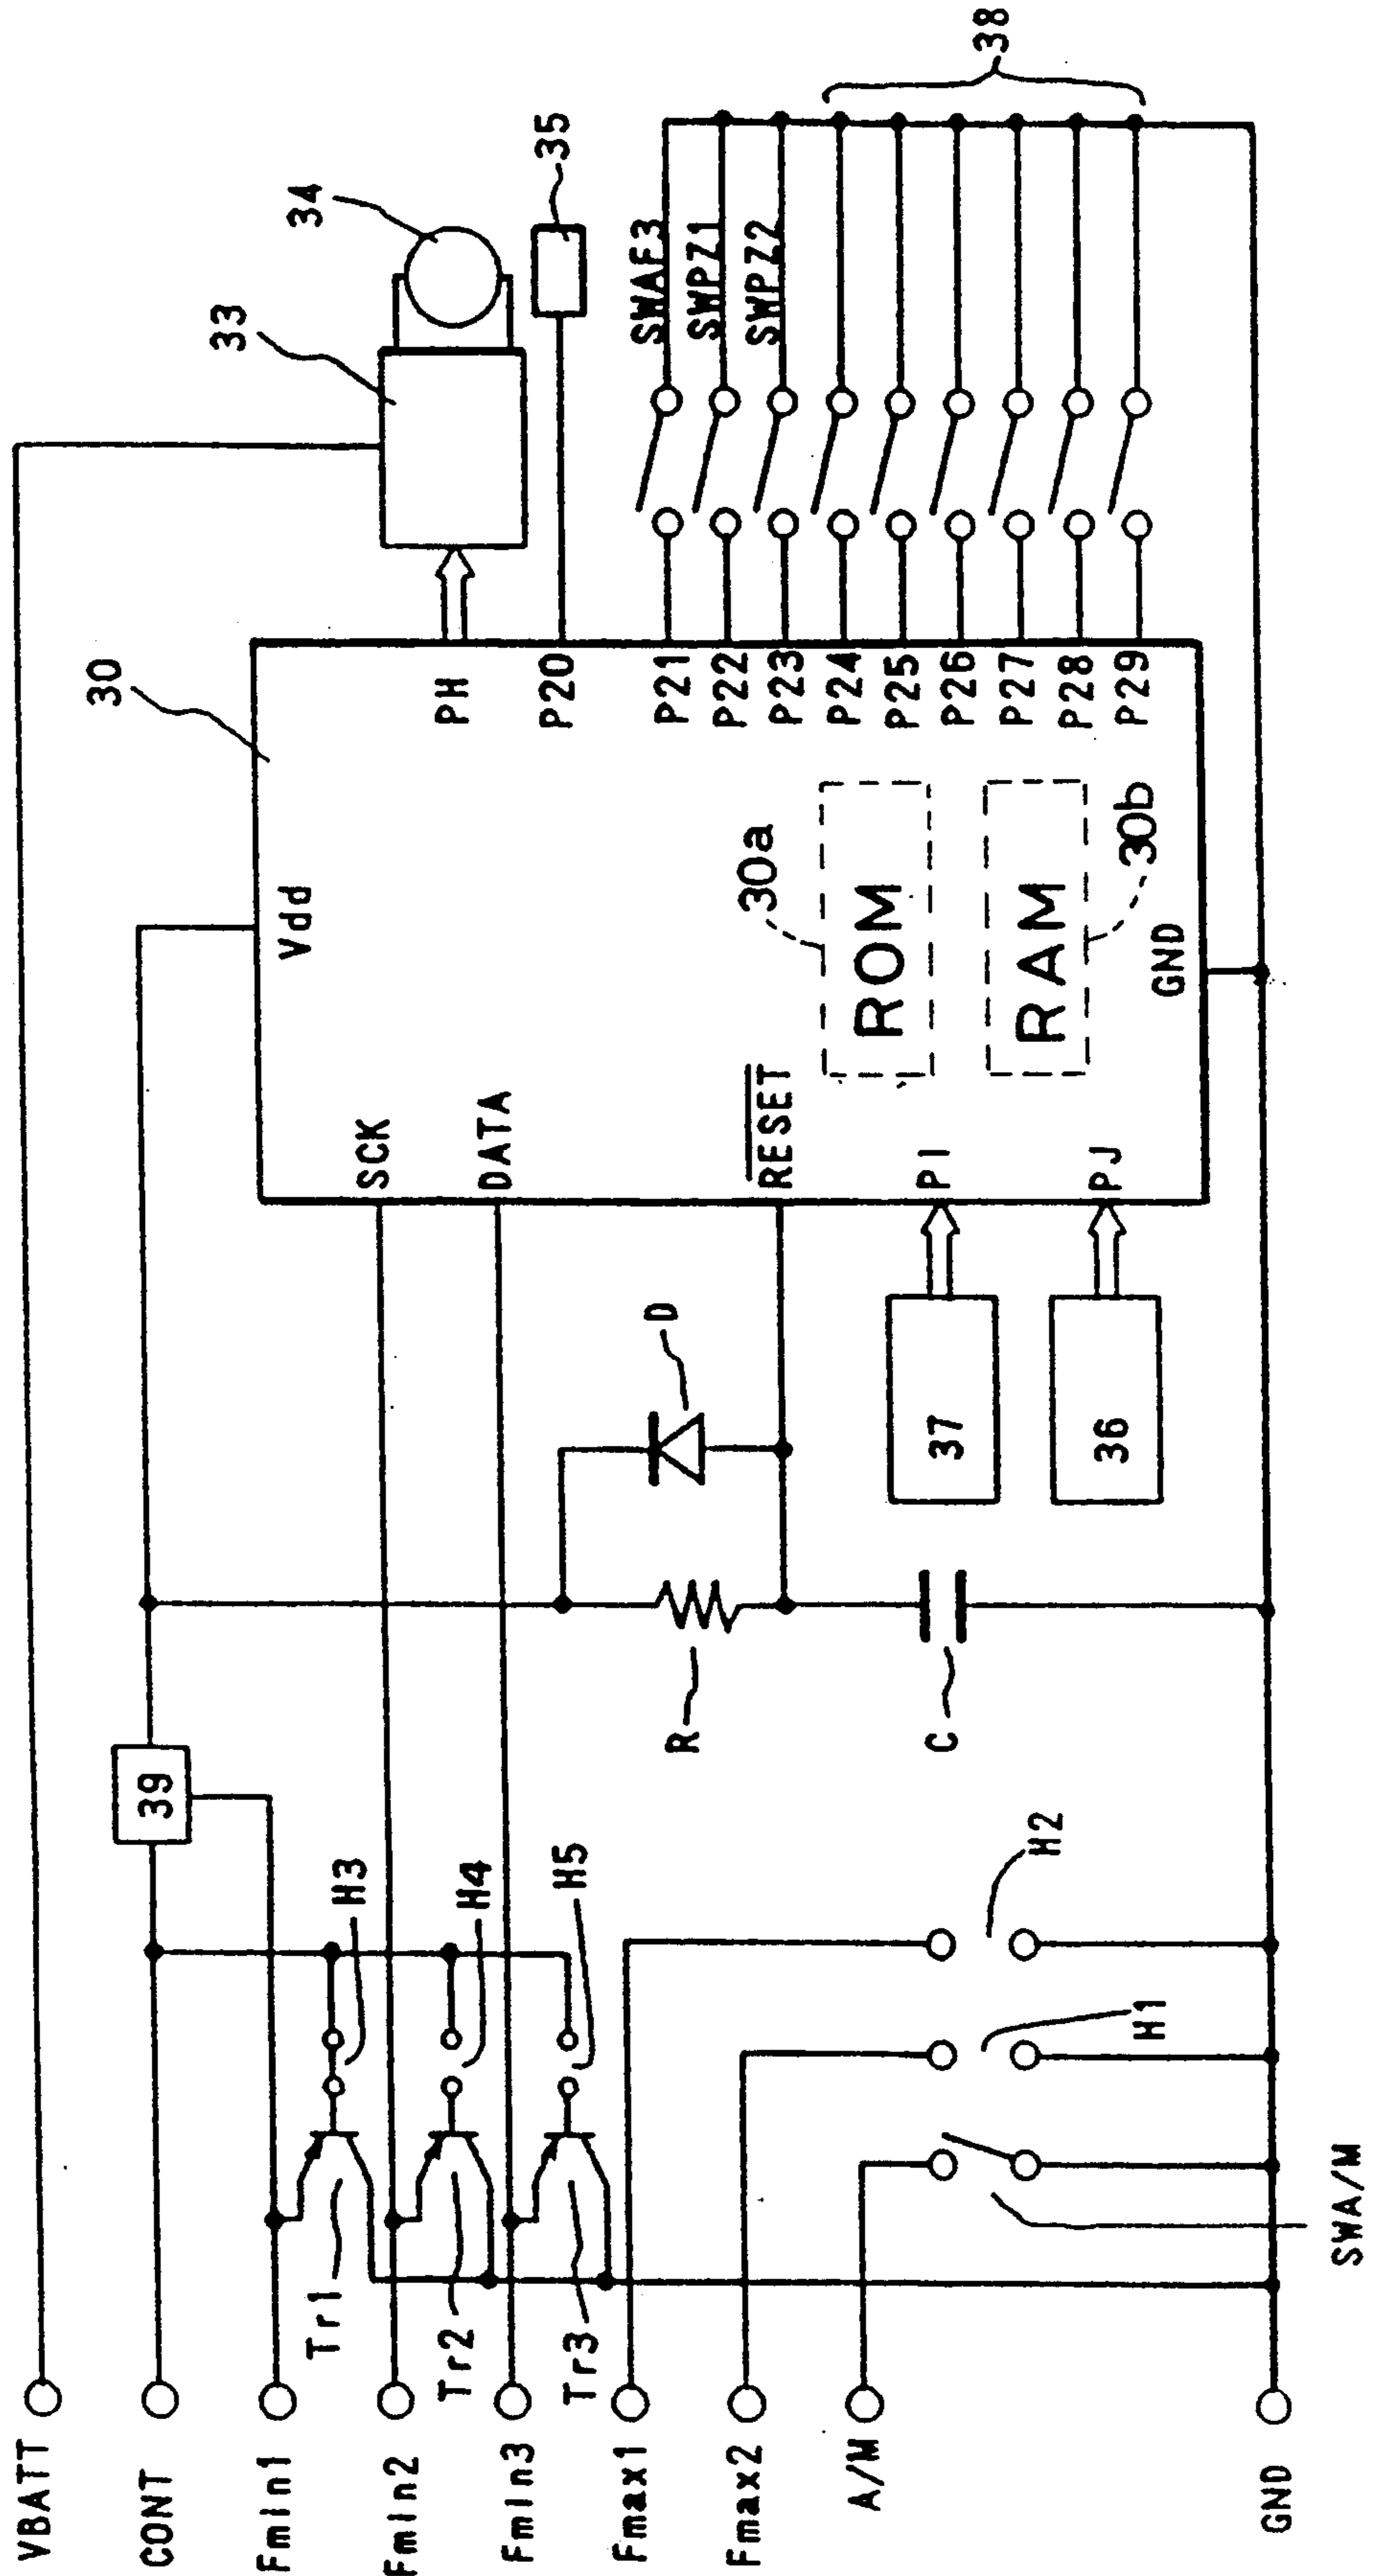 VBATT
CONT
Fmin1
Fmin2
Fmin3
Fmax1
Fmax2
A/M
GND
Tr1
Tr2
Tr3
H3
H4
H5
H2
H1
SWA/M
39
R
C
D
37
36
30
Vdd
SCK
DATA
RESET
PI
PJ
GND
30a
ROM
RAM
30b
PH
P20
P21
P22
P23
P24
P25
P26
P27
P28
P29
33
34
35
SWAF3
SWPZ1
SWPZ2
38